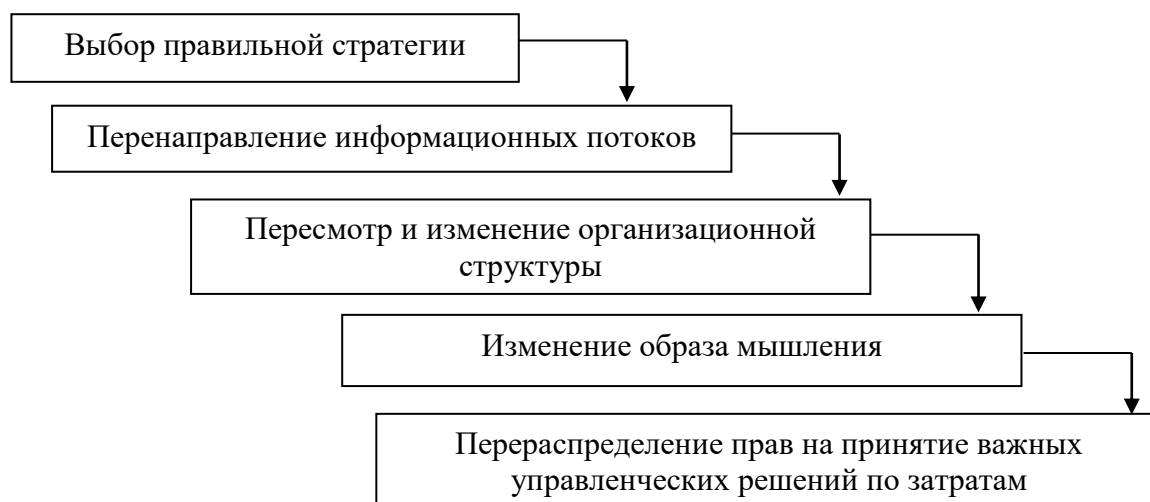 Выбор правильной стратегии
Перенаправление информационных потоков
Пересмотр и изменение организационной
структуры
Изменение образа мышления
Перераспределение прав на принятие важных
управленческих решений по затратам